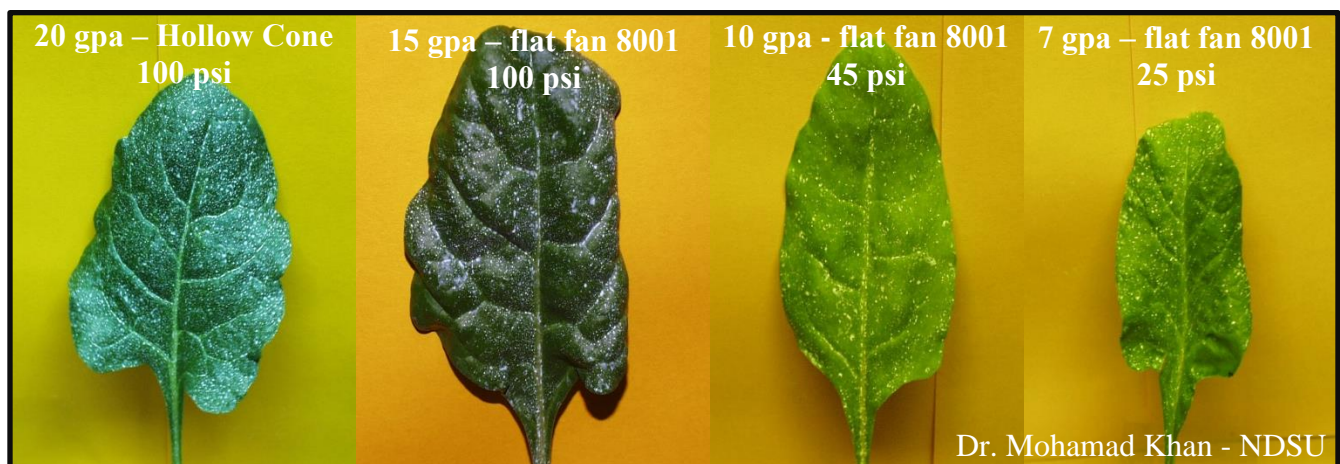 20 gpa – Hollow Cone
100 psi
15 gpa – flat fan 8001
100 psi
10 gpa - flat fan 8001
45 psi
7 gpa – flat fan 8001
25 psi
Dr. Mohamad Khan - NDSU